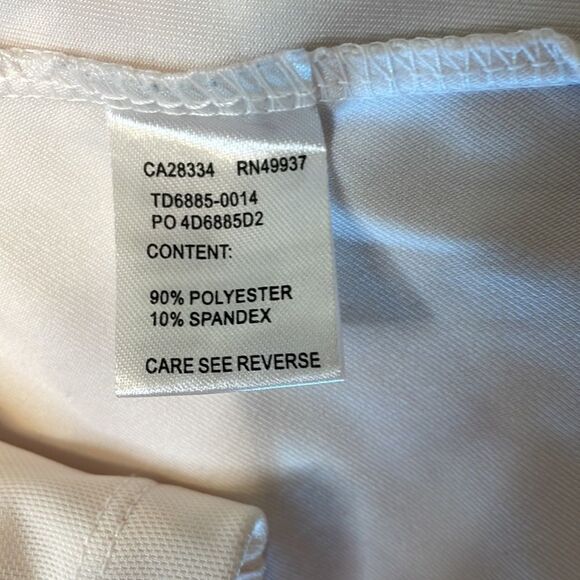 CA28334 RN49937
TD6885-0014
PO 4D6885D2
CONTENT:
90% POLYESTER
10% SPANDEX
CARE SEE REVERSE